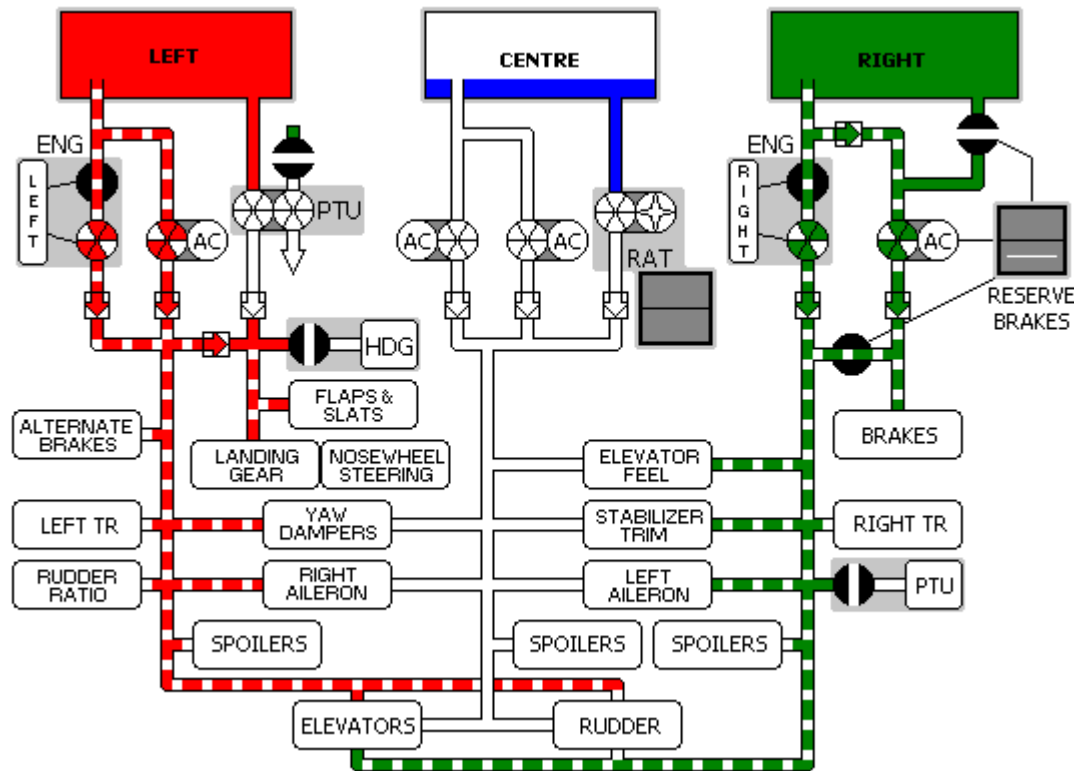 LEFT
CENTRE
RIGHT
ENG
ENG
LEFT
PTU
RIGHT
AC
AC
AC
AC
RAT
RESERVE
BRAKES
HDG
FLAPS &
SLATS
ALTERNATE
BRAKES
LANDING
GEAR
NOSEWHEEL
STEERING
ELEVATOR
FEEL
BRAKES
LEFT TR
YAW
DAMPERS
STABILIZER
TRIM
RIGHT TR
RUDDER
RATIO
RIGHT
AILERON
LEFT
AILERON
PTU
SPOILERS
SPOILERS
SPOILERS
ELEVATORS
RUDDER